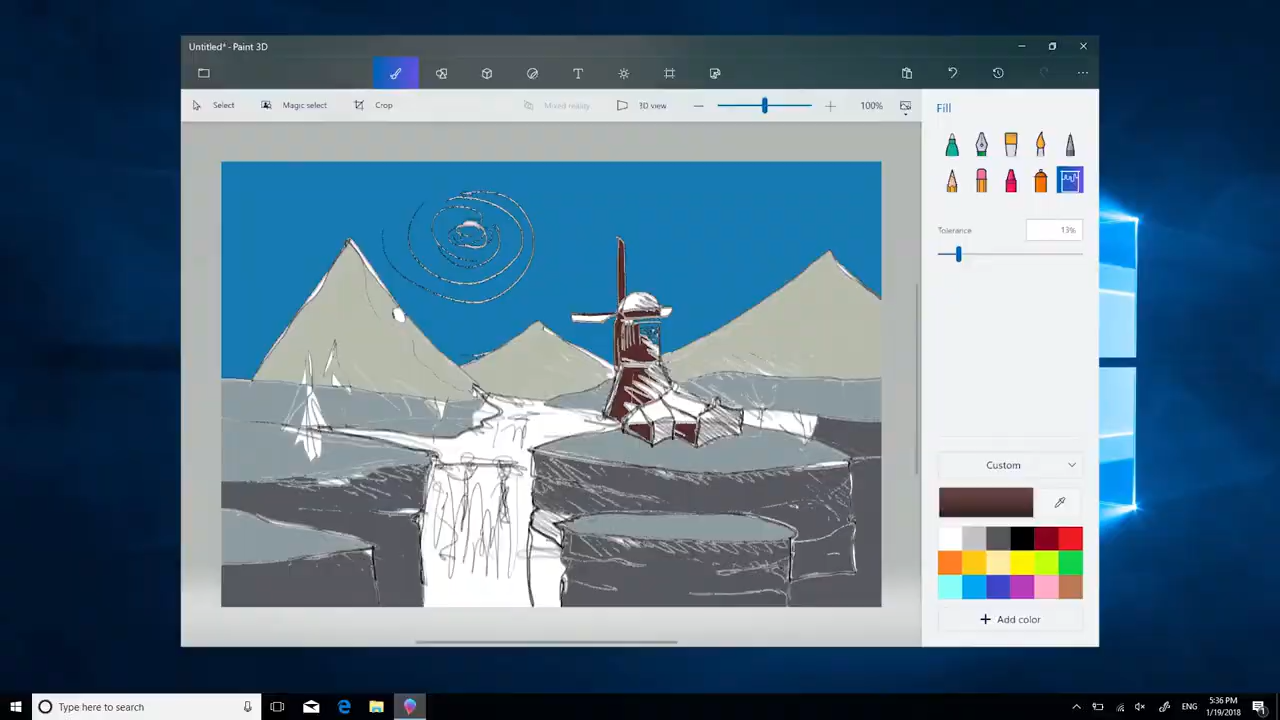 Untitled* - Paint 3D
Select
Magic select
Crop
Mixed reality
3D view
100%
Fill
Tolerance
13%
Custom
Add color
Type here to search
ENG
5:36 PM
1/19/2018